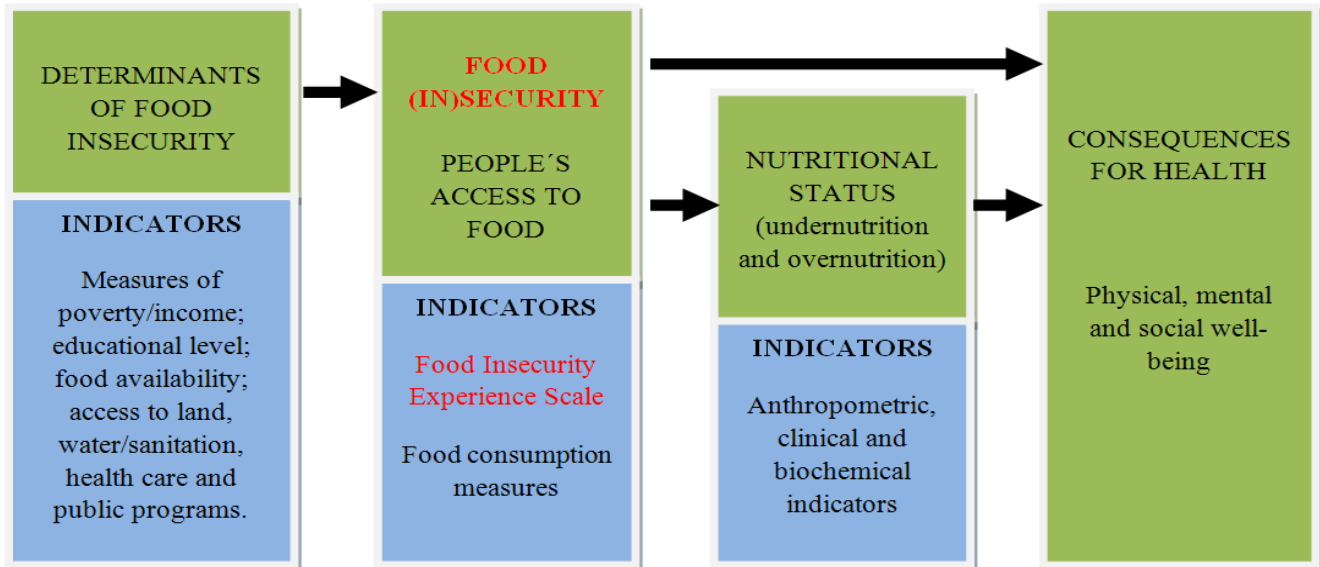 DETERMINANTS
OF FOOD
INSECURITY
INDICATORS
Measures of
poverty/income;
educational level;
food availability;
access to land,
water/sanitation,
health care and
public programs.
FOOD
(IN)SECURITY
PEOPLE´S
ACCESS TO
FOOD
INDICATORS
Food Insecurity
Experience Scale
Food consumption
measures
NUTRITIONAL
STATUS
(undernutrition
and overnutrition)
INDICATORS
Anthropometric,
clinical and
biochemical
indicators
CONSEQUENCES
FOR HEALTH
Physical, mental
and social well-
being